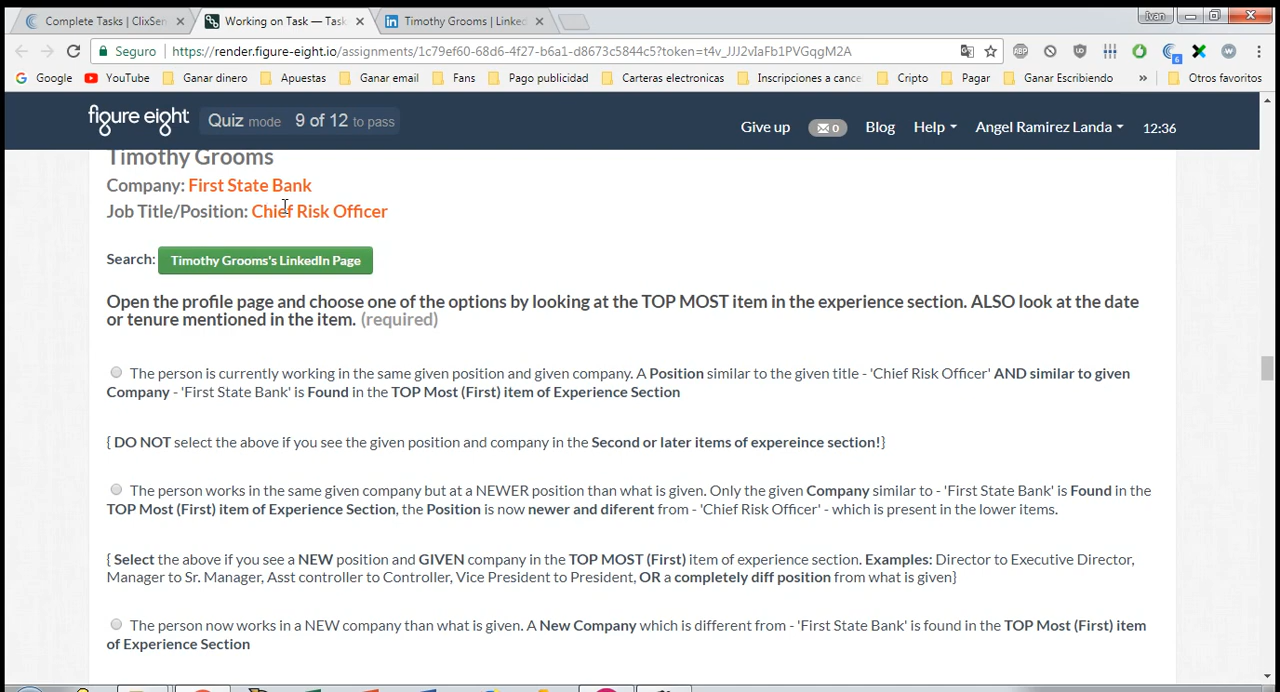 Complete Tasks | ClixSen
Working on Task — Task
Timothy Grooms | Linked
Ivan
Seguro
https://render.figure-eight.io/assignments/1c79ef60-68d6-4f27-b6a1-d8673c5844c5?token=t4v_JJJ2vIaFb1PVGqgM2A
ABP
6
W
Google
YouTube
Ganar dinero
Apuestas
Ganar email
Fans
Pago publicidad
Carteras electronicas
Inscripciones a cance
Cripto
Pagar
Ganar Escribiendo
»
Otros favoritos
figure eight
Quiz mode 9 of 12 to pass
Give up
0
Blog
Help
Angel Ramirez Landa
12:36
Timothy Grooms
Company: First State Bank
Job Title/Position: Chief Risk Officer
Search: Timothy Grooms's LinkedIn Page
Open the profile page and choose one of the options by looking at the TOP MOST item in the experience section. ALSO look at the date
or tenure mentioned in the item. (required)
The person is currently working in the same given position and given company. A Position similar to the given title - 'Chief Risk Officer' AND similar to given
Company - 'First State Bank' is Found in the TOP Most (First) item of Experience Section
{ DO NOT select the above if you see the given position and company in the Second or later items of expereince section!}
The person works in the same given company but at a NEWER position than what is given. Only the given Company similar to - 'First State Bank' is Found in the
TOP Most (First) item of Experience Section, the Position is now newer and diferent from - 'Chief Risk Officer' - which is present in the lower items.
{ Select the above if you see a NEW position and GIVEN company in the TOP MOST (First) item of experience section. Examples: Director to Executive Director,
Manager to Sr. Manager, Asst controller to Controller, Vice President to President, OR a completely diff position from what is given}
The person now works in a NEW company than what is given. A New Company which is different from - 'First State Bank' is found in the TOP Most (First) item
of Experience Section